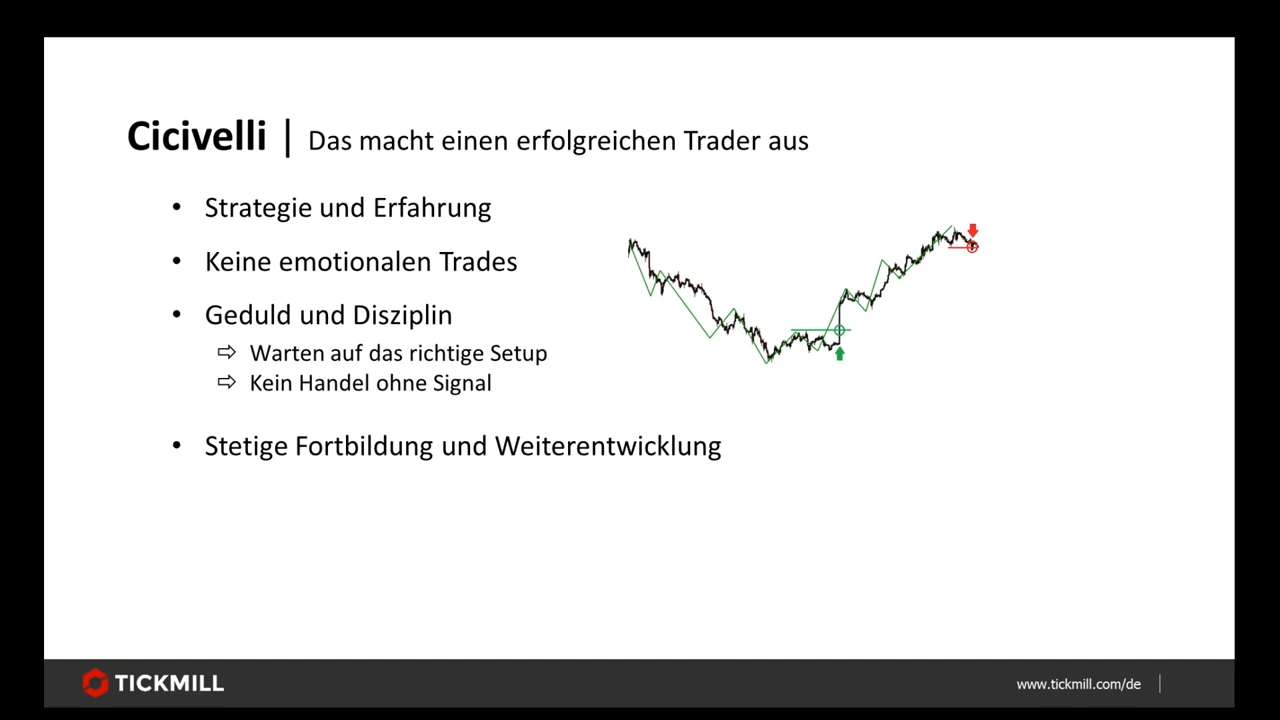 Cicivelli | Das macht einen erfolgreichen Trader aus
• Strategie und Erfahrung
• Keine emotionalen Trades
• Geduld und Disziplin
⇨ Warten auf das richtige Setup
⇨ Kein Handel ohne Signal
• Stetige Fortbildung und Weiterentwicklung
TICKMILL
www.tickmill.com/de